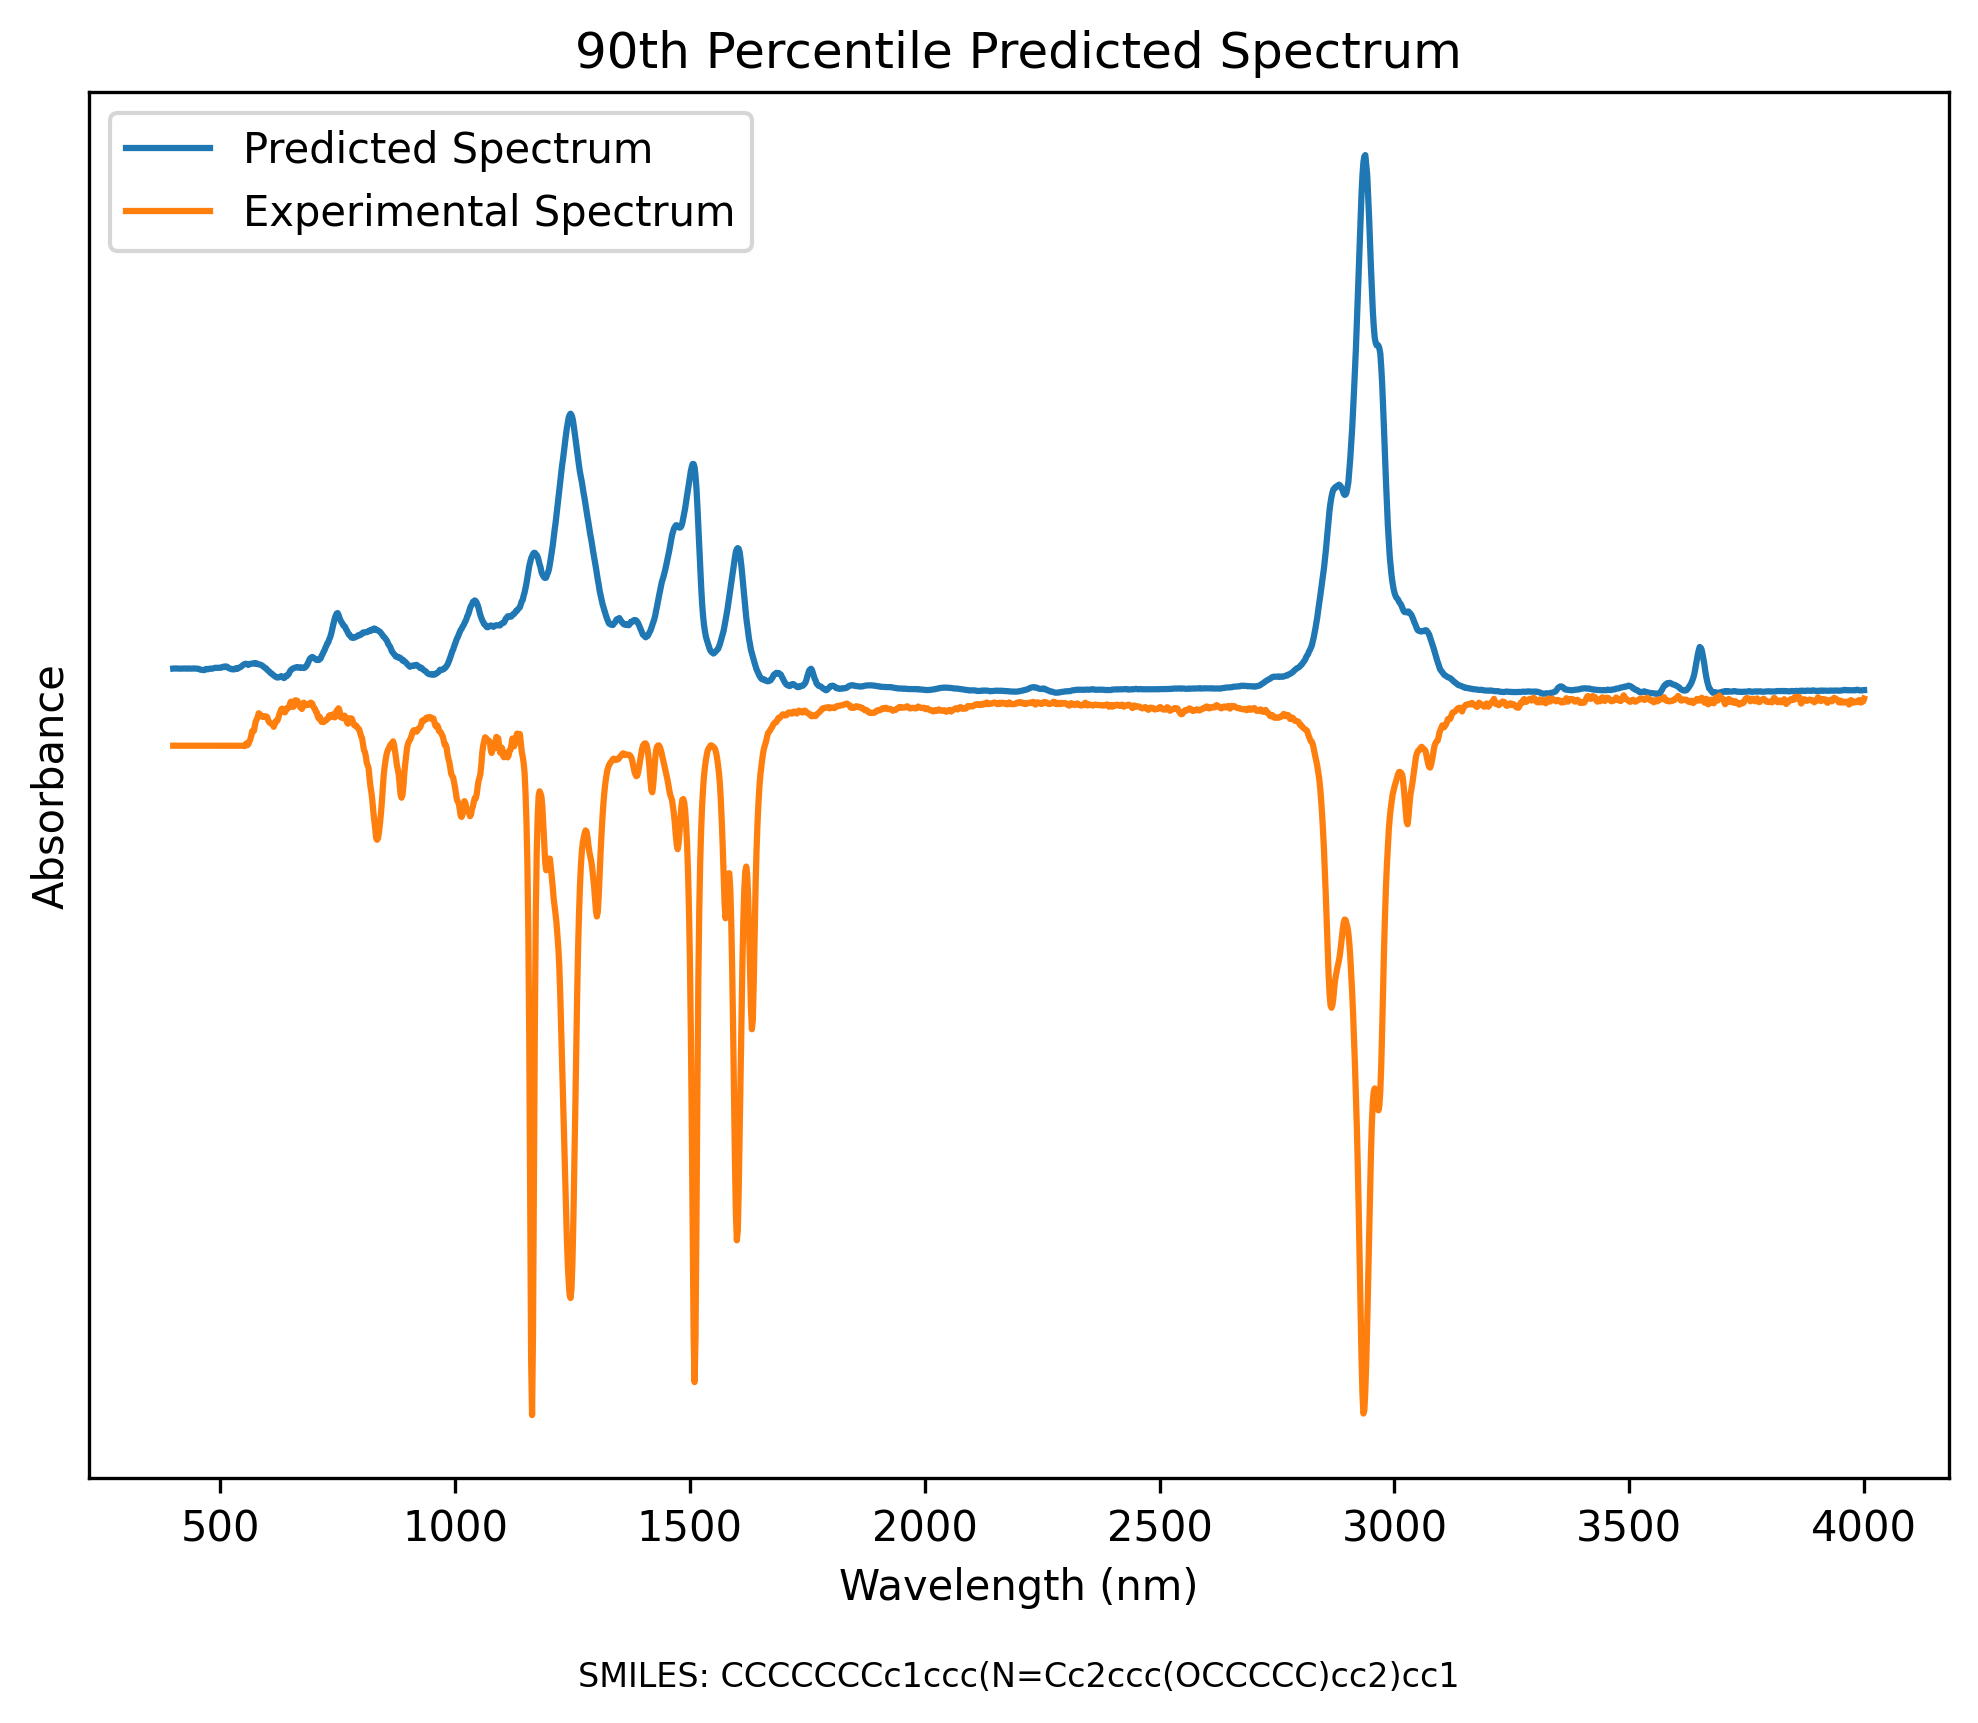 90th Percentile Predicted Spectrum
Predicted Spectrum
Experimental Spectrum
Absorbance
500 1000 1500 2000 2500 3000 3500 4000
Wavelength (nm)
SMILES: CCCCCCCc1ccc(N=Cc2ccc(OCCCCC)cc2)cc1